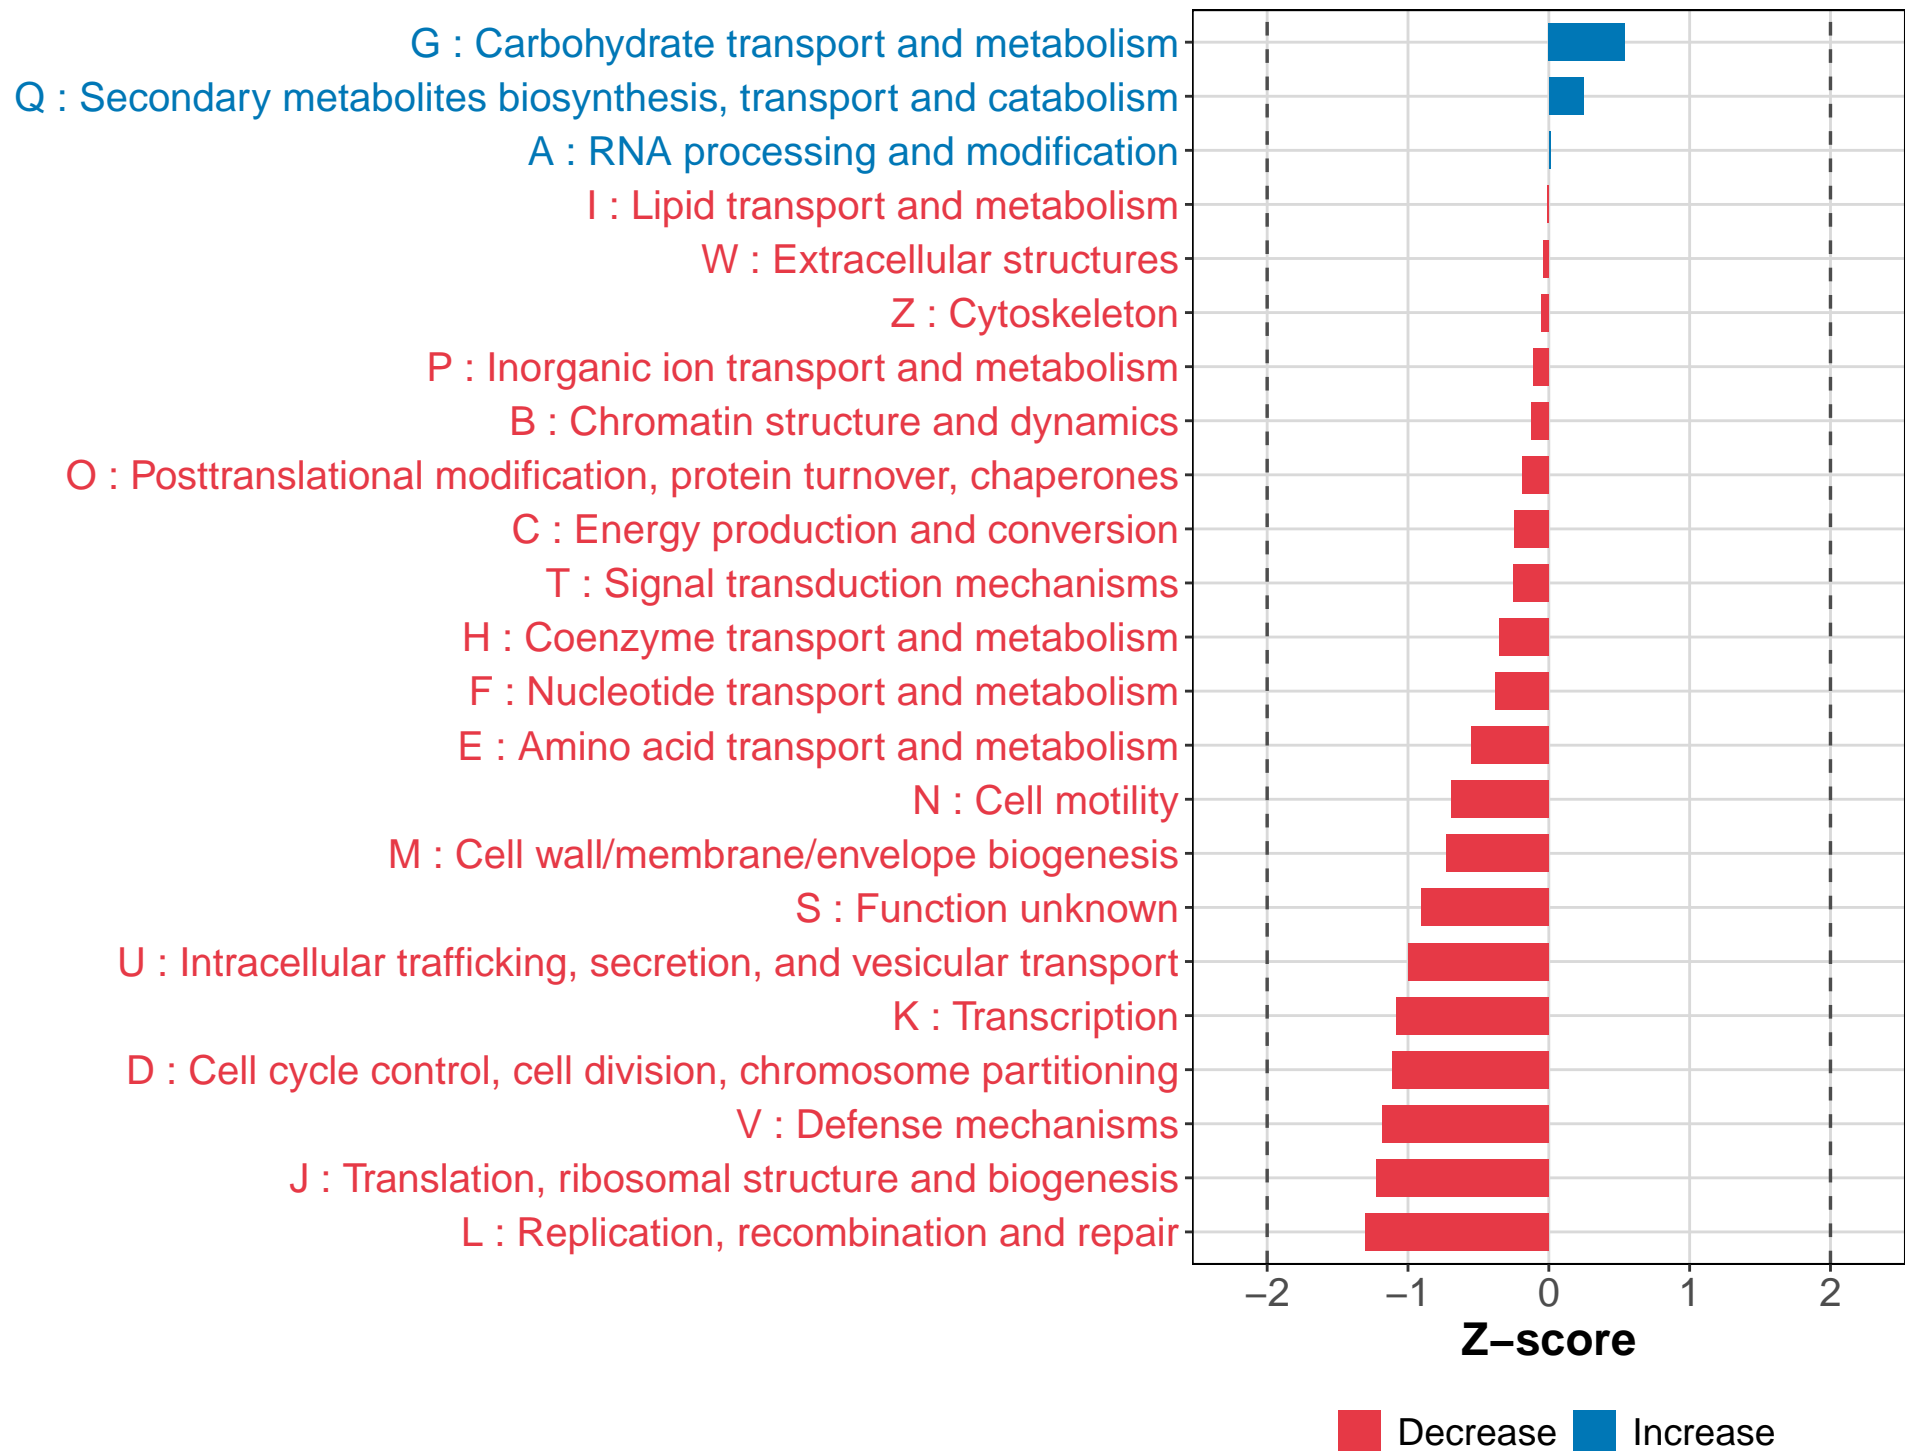 G : Carbohydrate transport and metabolism
Q : Secondary metabolites biosynthesis, transport and catabolism
A : RNA processing and modification
I : Lipid transport and metabolism
W : Extracellular structures
Z : Cytoskeleton
P : Inorganic ion transport and metabolism
B : Chromatin structure and dynamics
O : Posttranslational modification, protein turnover, chaperones
C : Energy production and conversion
T : Signal transduction mechanisms
H : Coenzyme transport and metabolism
F : Nucleotide transport and metabolism
E : Amino acid transport and metabolism
N : Cell motility
M : Cell wall/membrane/envelope biogenesis
S : Function unknown
U : Intracellular trafficking, secretion, and vesicular transport
K : Transcription
D : Cell cycle control, cell division, chromosome partitioning
V : Defense mechanisms
J : Translation, ribosomal structure and biogenesis
L : Replication, recombination and repair
−2 −1 0 1 2
Z−score
Decrease Increase